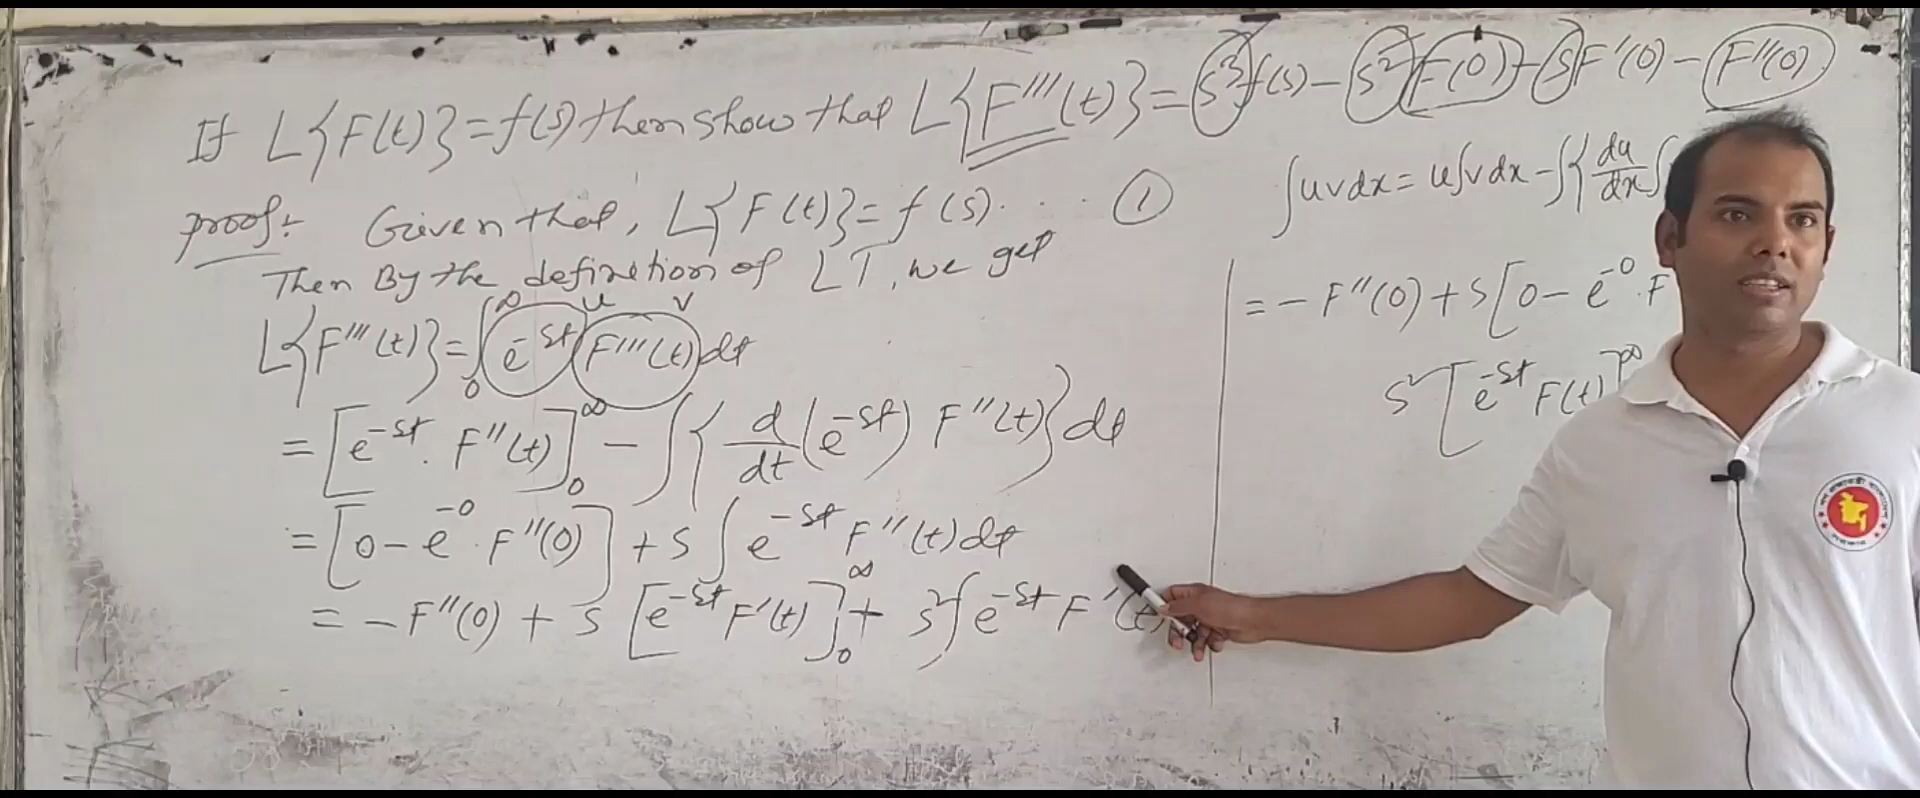 If L{F(t)} = f(s) then show that L{F'''(t)} = s³f(s) - s²F(0) - sF'(0) - F''(0)
Proof: Given that, L{F(t)} = f(s). . . . ①
Then By the definetion of LT, we get
u v
L{F'''(t)} = ∫₀^∞ e^-st F'''(t) dt
= [e^-st . F''(t)]₀^∞ - ∫{d/dt (e^-st) F''(t)} dt
= [0 - e^-0 . F''(0)] + s ∫ e^-st F''(t) dt
= - F''(0) + s [e^-st F'(t)]₀^∞ + s² ∫ e^-st F'(t)
∫uv dx = u∫v dx - ∫{du/dx ∫
= - F''(0) + s[0 - e^-0 . F
s² [e^-st F(t)]^∞